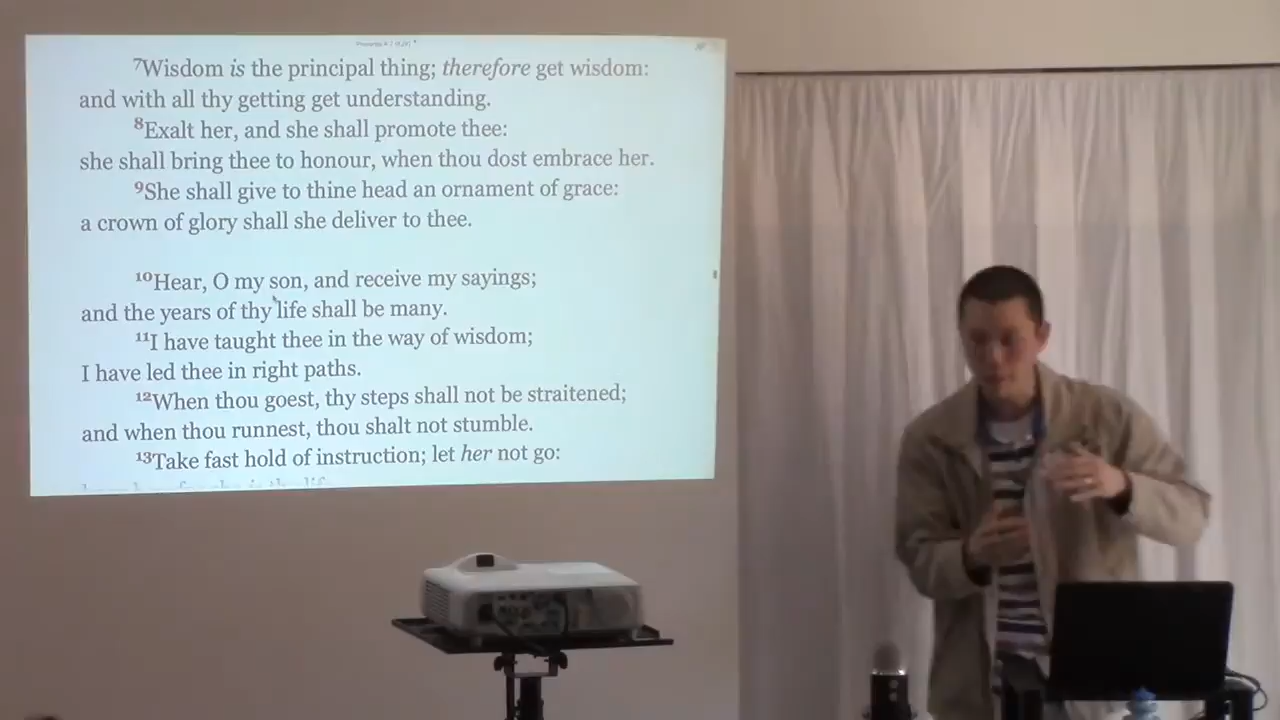 ⁷Wisdom is the principal thing; therefore get wisdom:
and with all thy getting get understanding.
⁸Exalt her, and she shall promote thee:
she shall bring thee to honour, when thou dost embrace her.
⁹She shall give to thine head an ornament of grace:
a crown of glory shall she deliver to thee.
¹⁰Hear, O my son, and receive my sayings;
and the years of thy life shall be many.
¹¹I have taught thee in the way of wisdom;
I have led thee in right paths.
¹²When thou goest, thy steps shall not be straitened;
and when thou runnest, thou shalt not stumble.
¹³Take fast hold of instruction; let her not go: